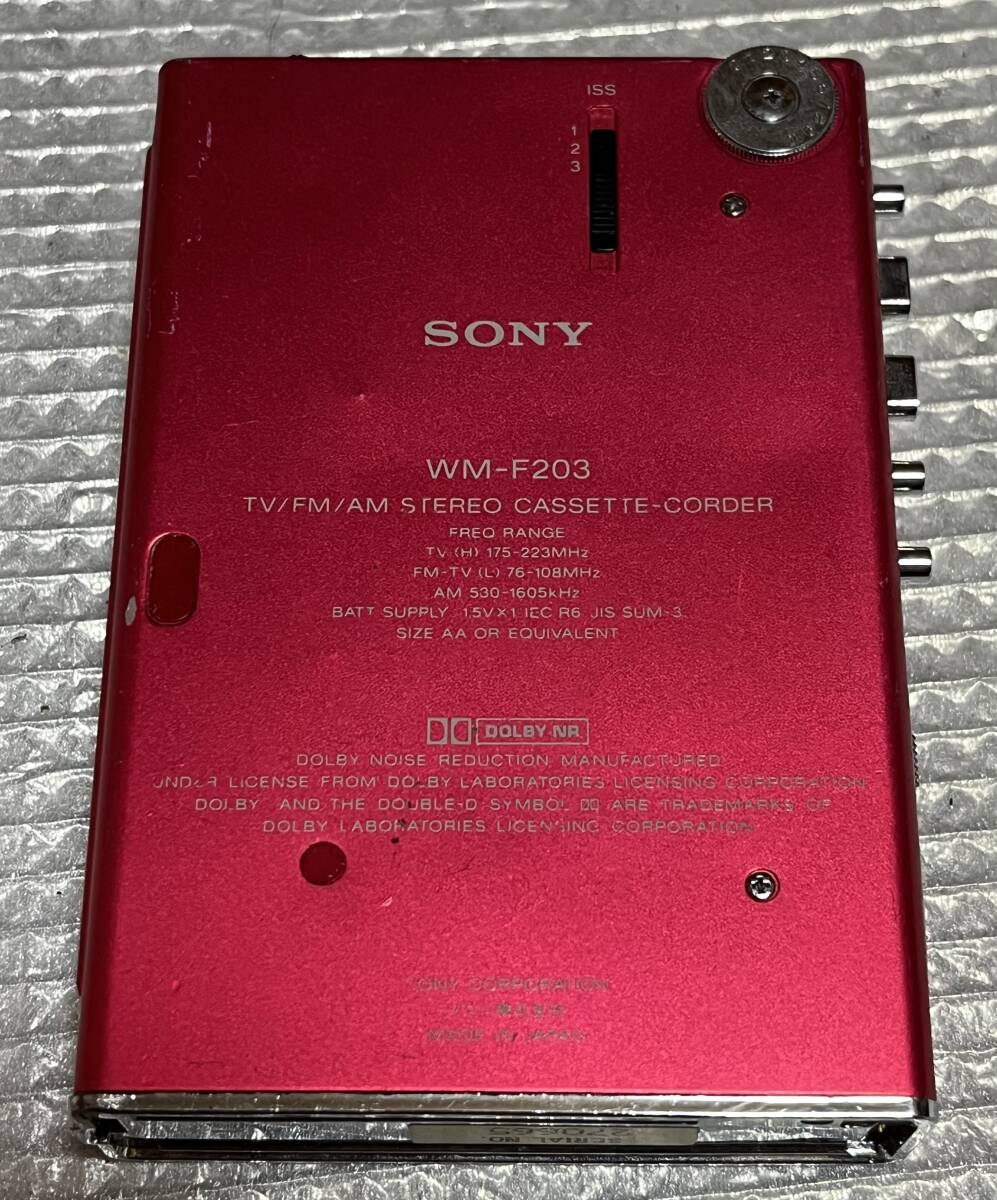 ISS
1
2
3
SONY
WM-F203
TV/FM/AM STEREO CASSETTE-CORDER
FREQ RANGE
TV (H) 175-223MHz
FM-TV (L) 76-108MHz
AM 530-1605kHz
BATT SUPPLY 1.5V×1 IEC R6 JIS SUM-3
SIZE AA OR EQUIVALENT
DOLBY NR
DOLBY NOISE REDUCTION MANUFACTURED
UNDER LICENSE FROM DOLBY LABORATORIES LICENSING CORPORATION
DOLBY AND THE DOUBLE-D SYMBOL ARE TRADEMARKS OF
DOLBY LABORATORIES LICENSING CORPORATION
SONY CORPORATION
MADE IN JAPAN
SERIAL NO.